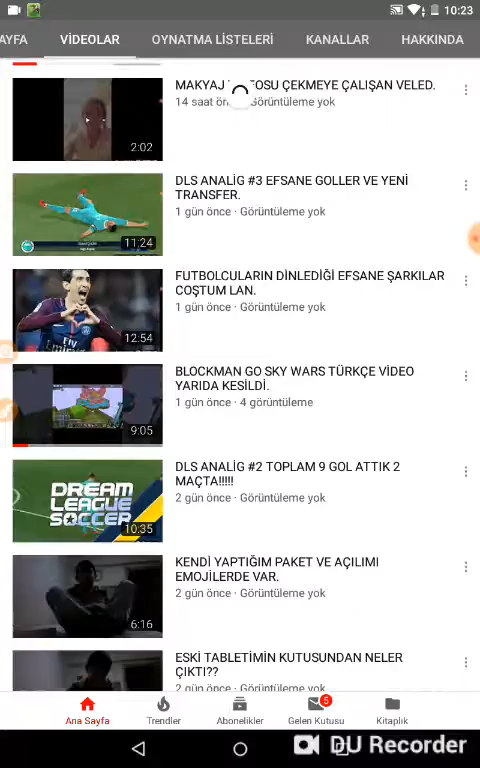 10:23
AYFA
VİDEOLAR
OYNATMA LİSTELERİ
KANALLAR
HAKKINDA
MAKYAJ ÇEKMEYE ÇALIŞAN VELED.
14 saat Görüntüleme yok
2:02
DLS ANALİG #3 EFSANE GOLLER VE YENİ
TRANSFER.
1 gün önce · Görüntüleme yok
11:24
FUTBOLCULARIN DİNLEDİĞİ EFSANE ŞARKILAR
COŞTUM LAN.
1 gün önce · Görüntüleme yok
12:54
BLOCKMAN GO SKY WARS TÜRKÇE VİDEO
YARIDA KESİLDİ.
1 gün önce · 4 görüntüleme
9:05
DLS ANALİG #2 TOPLAM 9 GOL ATTIK 2
MAÇTA!!!!!
2 gün önce · Görüntüleme yok
DREAM
LEAGUE
SOCCER
10:35
KENDİ YAPTIĞIM PAKET VE AÇILIMI
EMOJİLERDE VAR.
2 gün önce · Görüntüleme yok
6:16
ESKİ TABLETİMİN KUTUSUNDAN NELER
ÇIKTI??
2 gün önce · Görüntüleme yok
5
Ana Sayfa
Trendler
Abonelikler
Gelen Kutusu
Kitaplık
DU Recorder